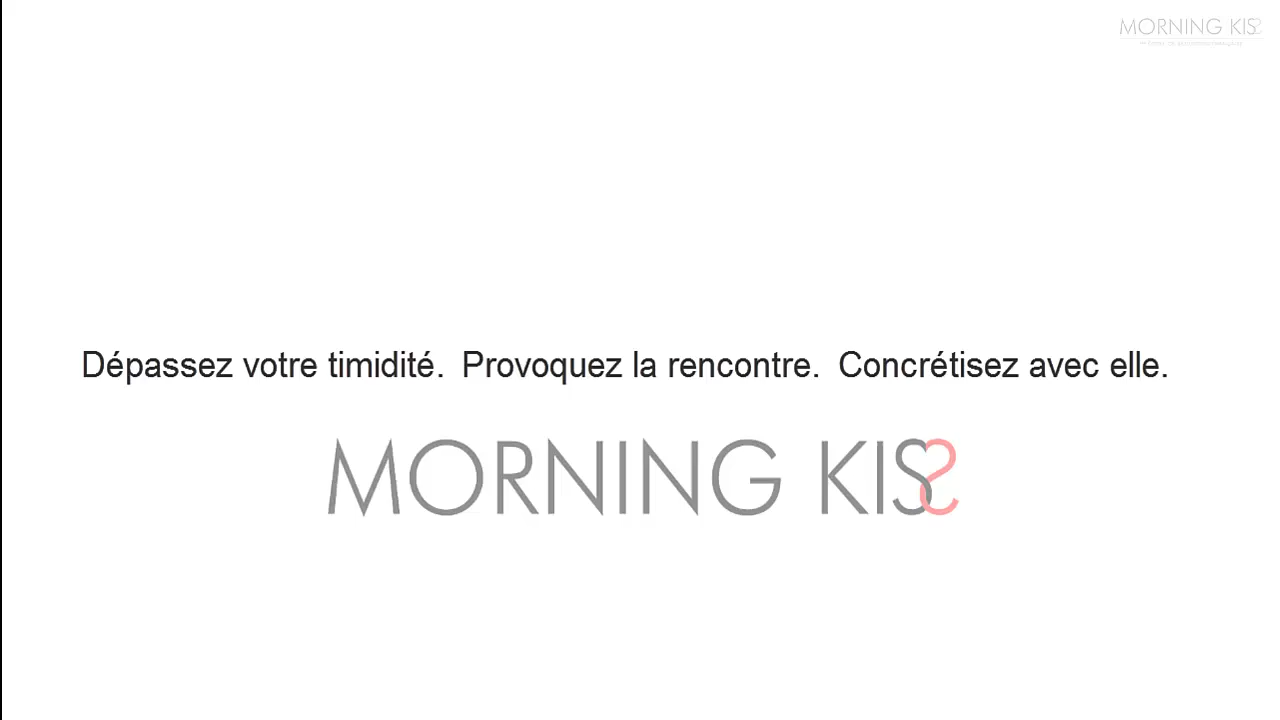 MORNING KISS
Dépassez votre timidité. Provoquez la rencontre. Concrétisez avec elle.
MORNING KISS